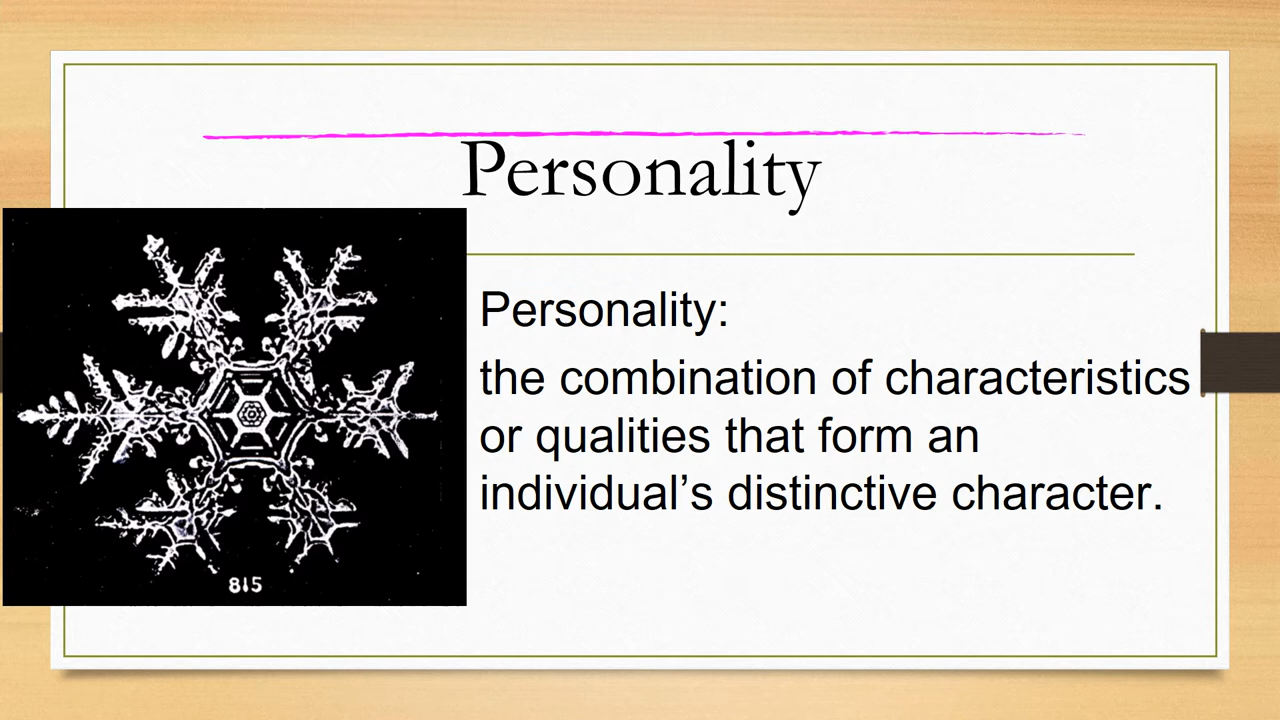 Personality
Personality:
the combination of characteristics
or qualities that form an
individual’s distinctive character.
815